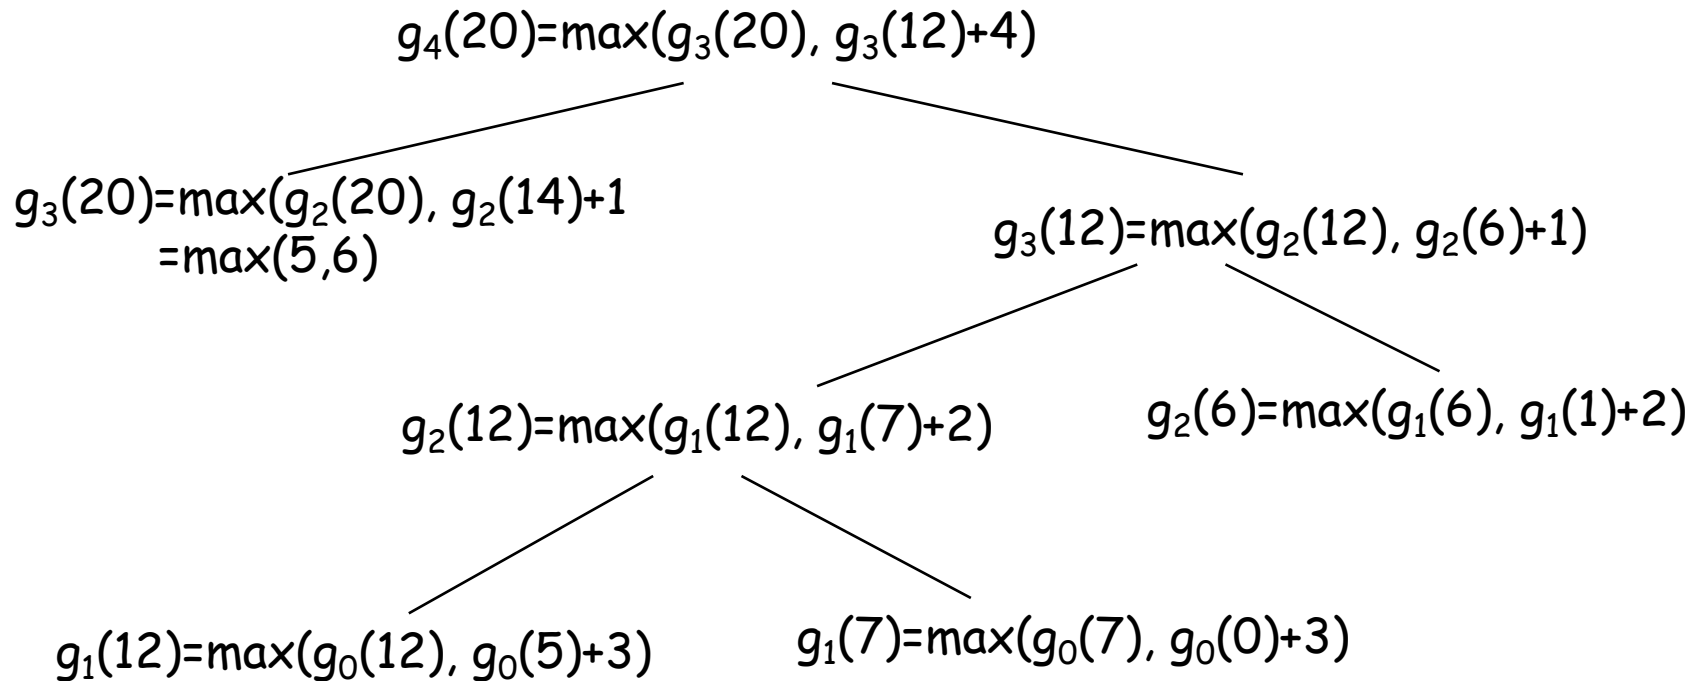 g₄(20)=max(g₃(20), g₃(12)+4)
g₃(20)=max(g₂(20), g₂(14)+1
=max(5,6)
g₃(12)=max(g₂(12), g₂(6)+1)
g₂(12)=max(g₁(12), g₁(7)+2)
g₂(6)=max(g₁(6), g₁(1)+2)
g₁(12)=max(g₀(12), g₀(5)+3)
g₁(7)=max(g₀(7), g₀(0)+3)